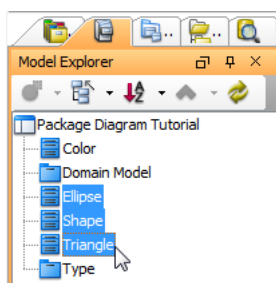 Model Explorer
Package Diagram Tutorial
Color
Domain Model
Ellipse
Shape
Triangle
Type